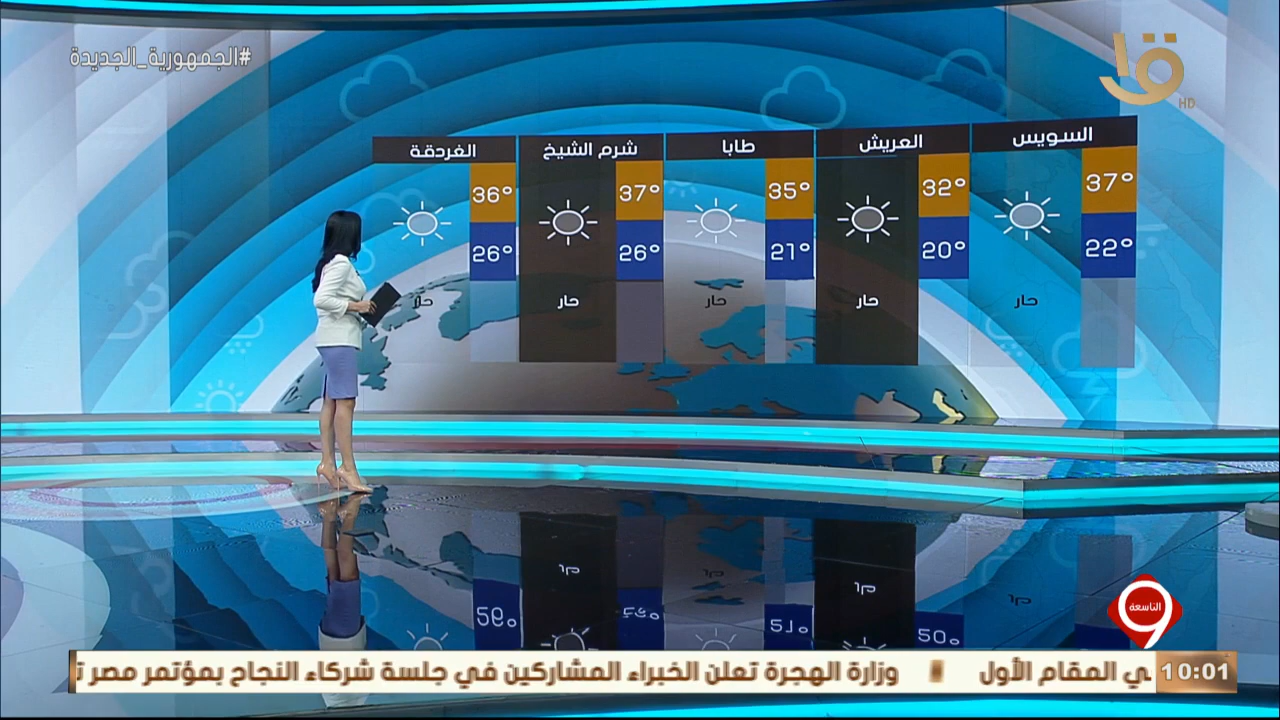 #الجمهورية_الجديدة
HD
السويس
37°
22°
حار
العريش
32°
20°
حار
طابا
35°
21°
حار
شرم الشيخ
37°
26°
حار
الغردقة
36°
26°
حار
التاسعة
9
10:01
ـي المقام الأول
وزارة الهجرة تعلن الخبراء المشاركين في جلسة شركاء النجاح بمؤتمر مصر تـ